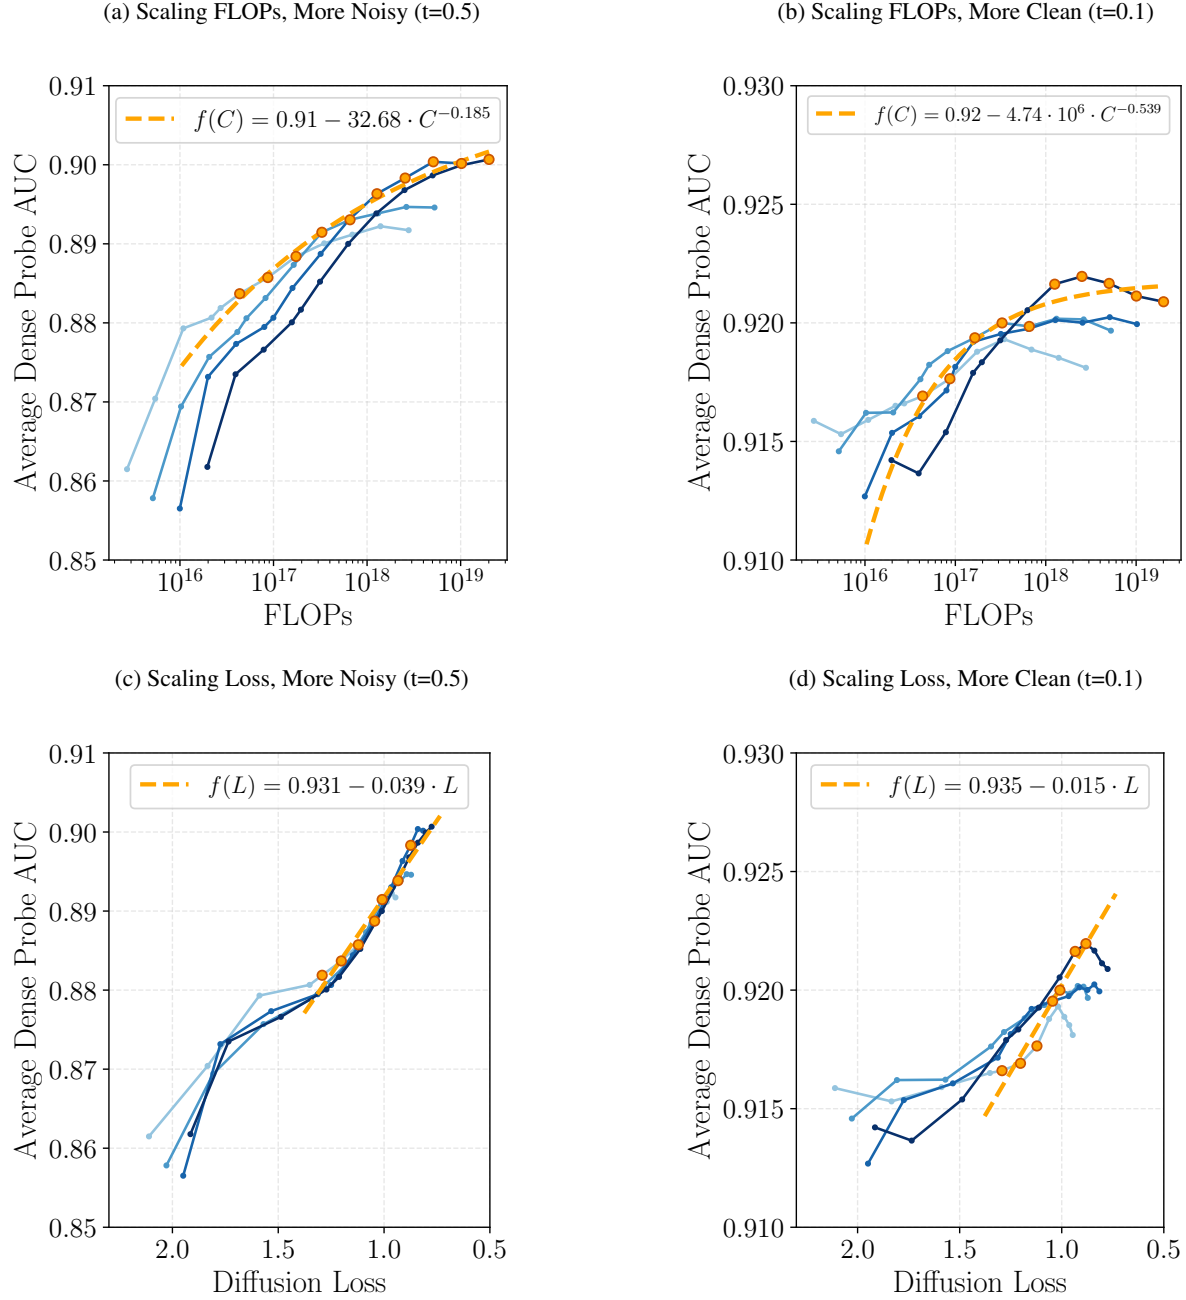 (a) Scaling FLOPs, More Noisy (t=0.5)
0.91
0.90
0.89
0.88
0.87
0.86
0.85
Average Dense Probe AUC
f(C) = 0.91 − 32.68 · C^{−0.185}
10^{16}
10^{17}
10^{18}
10^{19}
FLOPs
(b) Scaling FLOPs, More Clean (t=0.1)
0.930
0.925
0.920
0.915
0.910
Average Dense Probe AUC
f(C) = 0.92 − 4.74 · 10^{6} · C^{−0.539}
10^{16}
10^{17}
10^{18}
10^{19}
FLOPs
(c) Scaling Loss, More Noisy (t=0.5)
0.91
0.90
0.89
0.88
0.87
0.86
0.85
Average Dense Probe AUC
f(L) = 0.931 − 0.039 · L
2.0
1.5
1.0
0.5
Diffusion Loss
(d) Scaling Loss, More Clean (t=0.1)
0.930
0.925
0.920
0.915
0.910
Average Dense Probe AUC
f(L) = 0.935 − 0.015 · L
2.0
1.5
1.0
0.5
Diffusion Loss